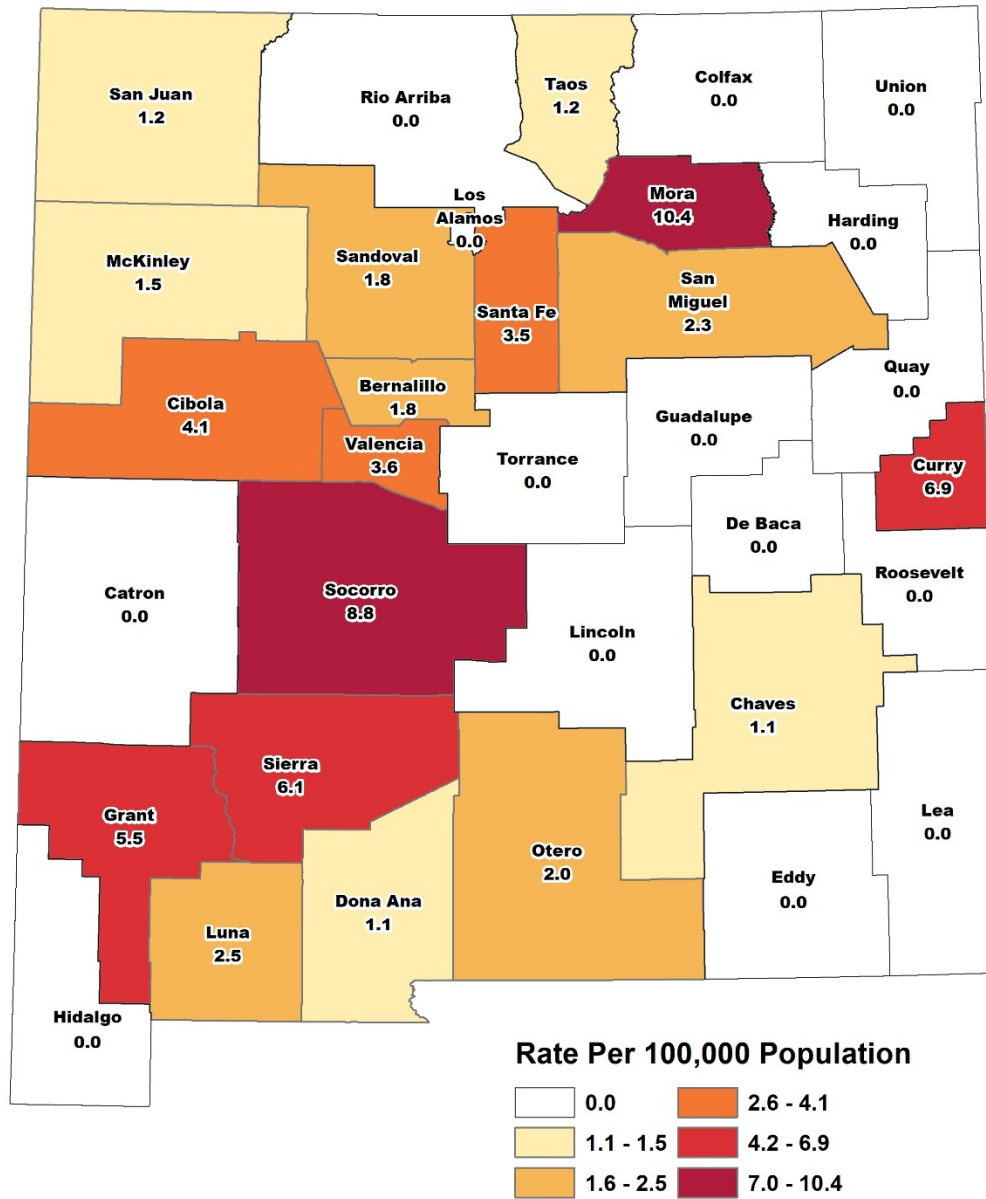 San Juan
1.2
Rio Arriba
0.0
Taos
1.2
Colfax
0.0
Union
0.0
Los
Alamos
0.0
Mora
10.4
Harding
0.0
McKinley
1.5
Sandoval
1.8
Santa Fe
3.5
San
Miguel
2.3
Quay
0.0
Cibola
4.1
Bernalillo
1.8
Valencia
3.6
Guadalupe
0.0
Torrance
0.0
Curry
6.9
De Baca
0.0
Roosevelt
0.0
Catron
0.0
Socorro
8.8
Lincoln
0.0
Chaves
1.1
Sierra
6.1
Grant
5.5
Lea
0.0
Otero
2.0
Eddy
0.0
Dona Ana
1.1
Luna
2.5
Hidalgo
0.0
Rate Per 100,000 Population
0.0
1.1 - 1.5
1.6 - 2.5
2.6 - 4.1
4.2 - 6.9
7.0 - 10.4